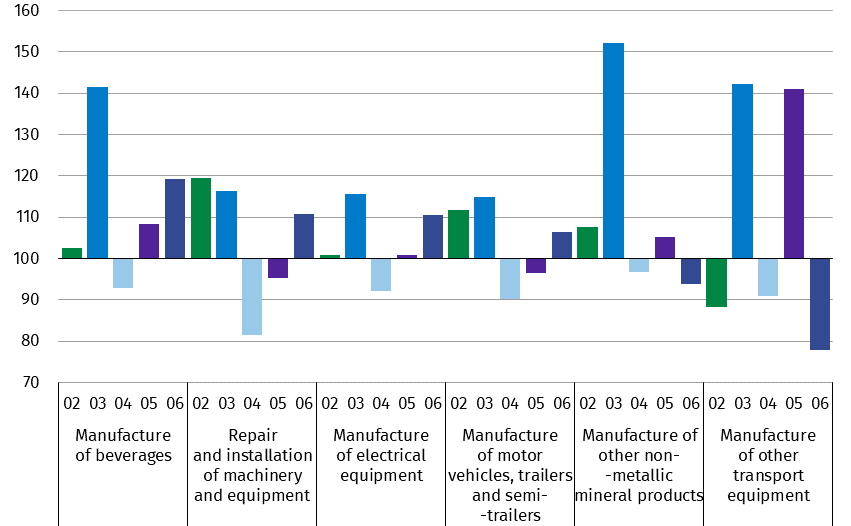 160
150
140
130
120
110
100
90
80
70
02 03 04 05 06 02 03 04 05 06 02 03 04 05 06 02 03 04 05 06 02 03 04 05 06 02 03 04 05 06
Manufacture
of beverages
Repair
and installation
of machinery
and equipment
Manufacture
of electrical
equipment
Manufacture
of motor
vehicles, trailers
and semi-
-trailers
Manufacture of
other non-
-metallic
mineral products
Manufacture
of other
transport
equipment